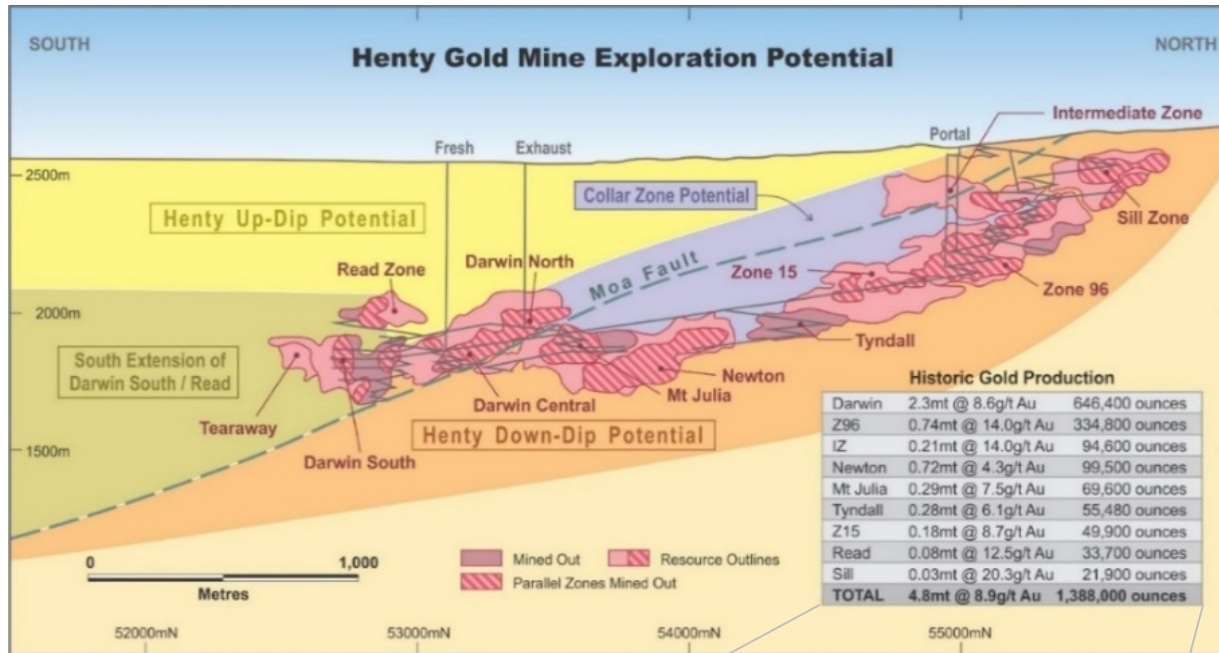 SOUTH
NORTH
Henty Gold Mine Exploration Potential
Intermediate Zone
Portal
Fresh
Exhaust
2500m
Collar Zone Potential
Henty Up-Dip Potential
Sill Zone
Darwin North
Read Zone
Moa Fault
Zone 15
Zone 96
2000m
Tyndall
South Extension of
Darwin South / Read
Newton
Mt Julia
Darwin Central
Tearaway
Henty Down-Dip Potential
1500m
Darwin South
Historic Gold Production
Darwin 2.3mt @ 8.6g/t Au 646,400 ounces
Z96 0.74mt @ 14.0g/t Au 334,800 ounces
IZ 0.21mt @ 14.0g/t Au 94,600 ounces
Newton 0.72mt @ 4.3g/t Au 99,500 ounces
Mt Julia 0.29mt @ 7.5g/t Au 69,600 ounces
Tyndall 0.28mt @ 6.1g/t Au 55,480 ounces
Z15 0.18mt @ 8.7g/t Au 49,900 ounces
Read 0.08mt @ 12.5g/t Au 33,700 ounces
Sill 0.03mt @ 20.3g/t Au 21,900 ounces
TOTAL 4.8mt @ 8.9g/t Au 1,388,000 ounces
0 1,000
Metres
Mined Out
Resource Outlines
Parallel Zones Mined Out
52000mN 53000mN 54000mN 55000mN